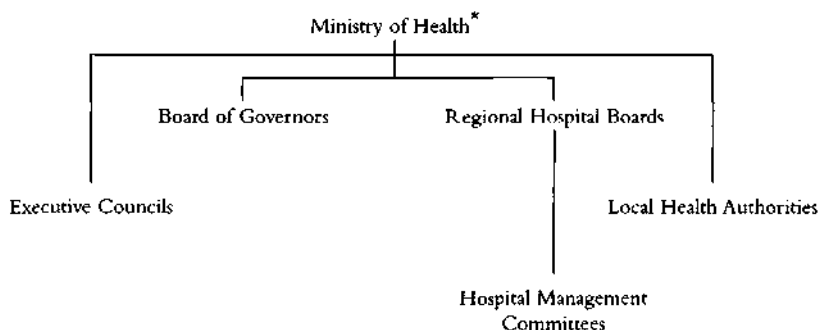 Ministry of Health*
Board of Governors
Regional Hospital Boards
Executive Councils
Local Health Authorities
Hospital Management
Committees